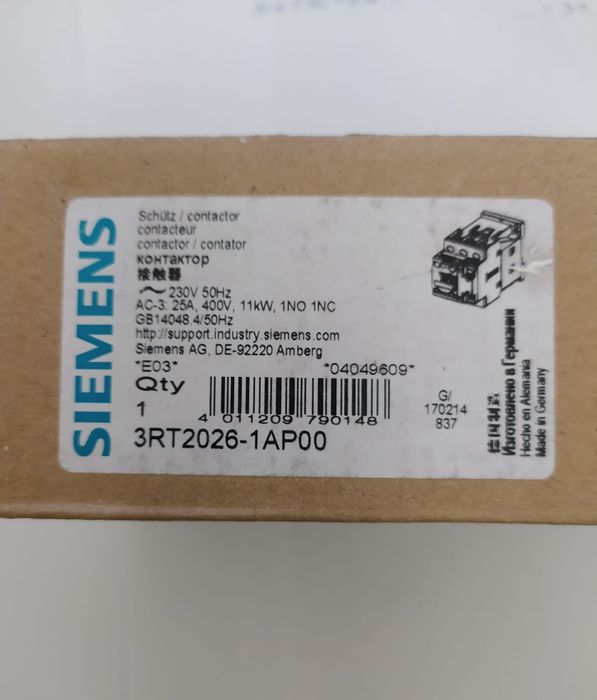 SIEMENS
Schütz / contactor
contacteur
contactor / contator
контактор
接触器
~ 230V 50Hz
AC-3: 25A, 400V, 11kW, 1NO 1NC
GB14048.4/50Hz
http://support.industry.siemens.com
Siemens AG, DE-92220 Amberg
*E03* *04049609*
Qty
1
4 011209 790148
3RT2026-1AP00
G/
170214
837
德国制造
Изготовлено в Германии
Hecho en Alemania
Made in Germany